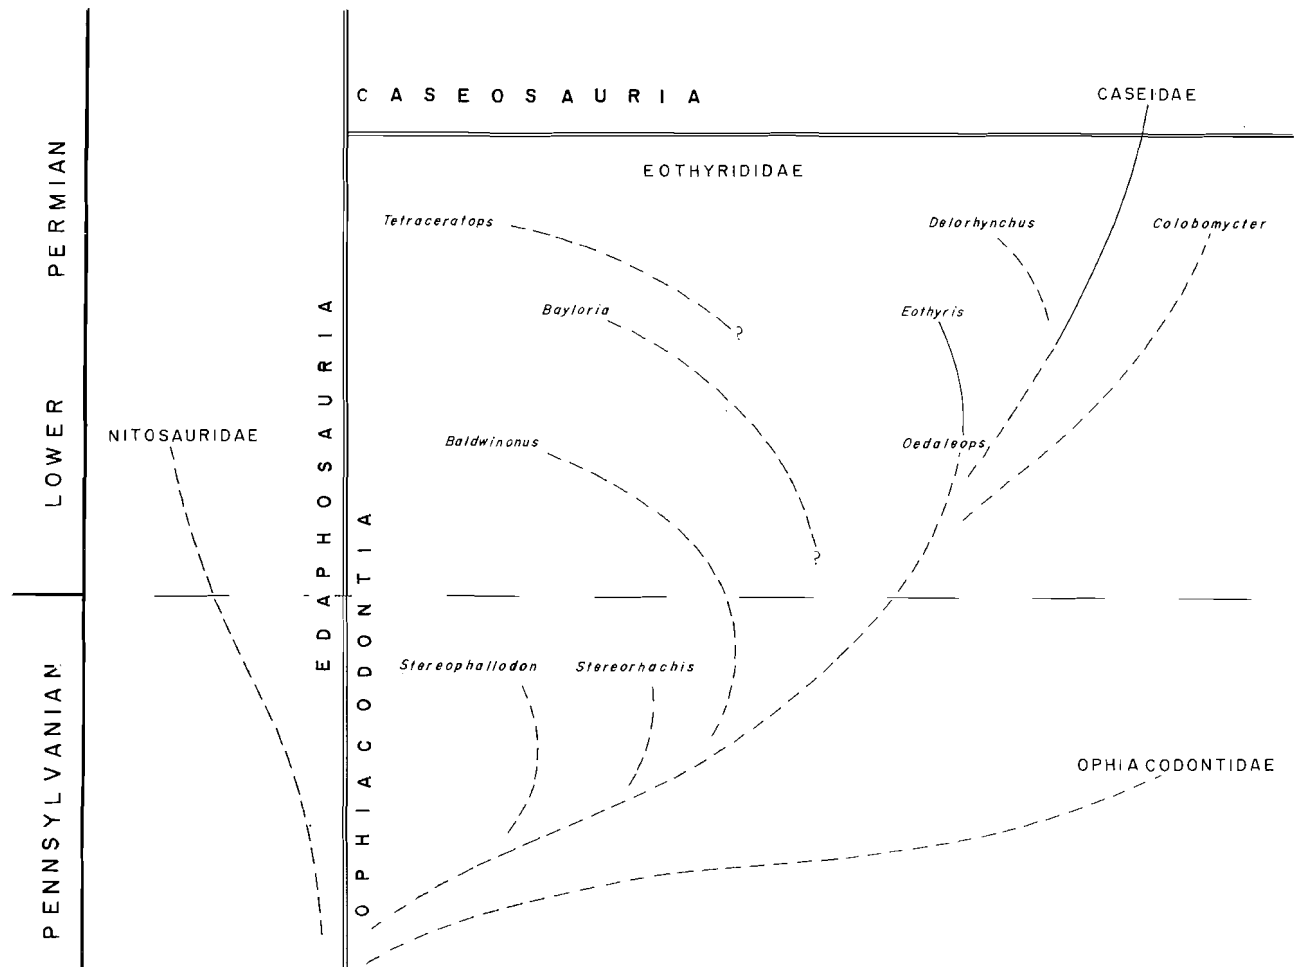 CASEOSAURIA
CASEIDAE
EOTHYRIDIDAE
Tetraceratops
Delorhynchus
Colobomycter
?
Bayloria
Eothyris
NITOSAURIDAE
Baldwinonus
Oedaleops
?
Stereophallodon
Stereorhachis
OPHIACODONTIDAE
LOWER PERMIAN
PENNSYLVANIAN
EDAPHOSAURIA
OPHIACODONTIA